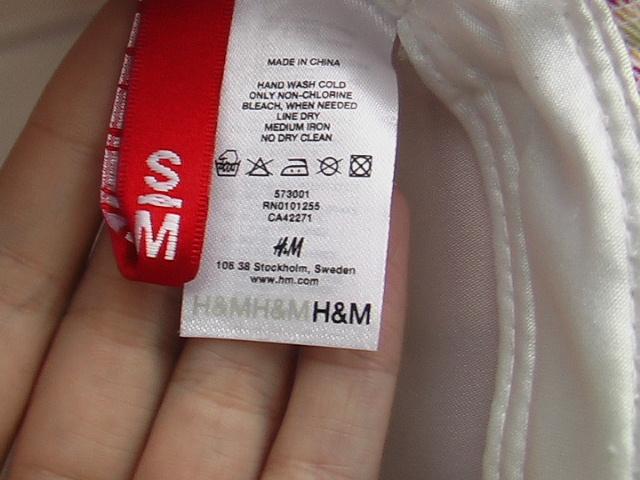 S
M
MADE IN CHINA
HAND WASH COLD
ONLY NON-CHLORINE
BLEACH, WHEN NEEDED
LINE DRY
MEDIUM IRON
NO DRY CLEAN
573001
RN0101255
CA42271
H&M
106 38 Stockholm, Sweden
www.hm.com
H&MH&MH&M